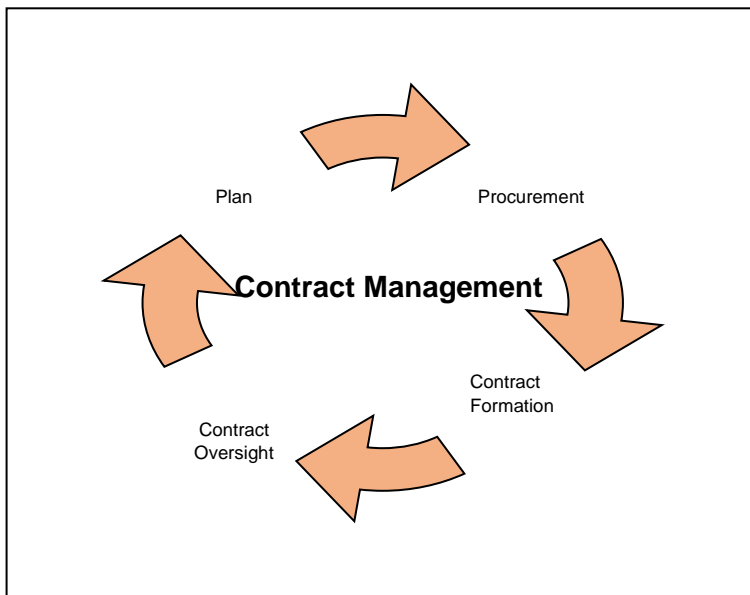 Plan
Procurement
Contract Management
Contract
Formation
Contract
Oversight